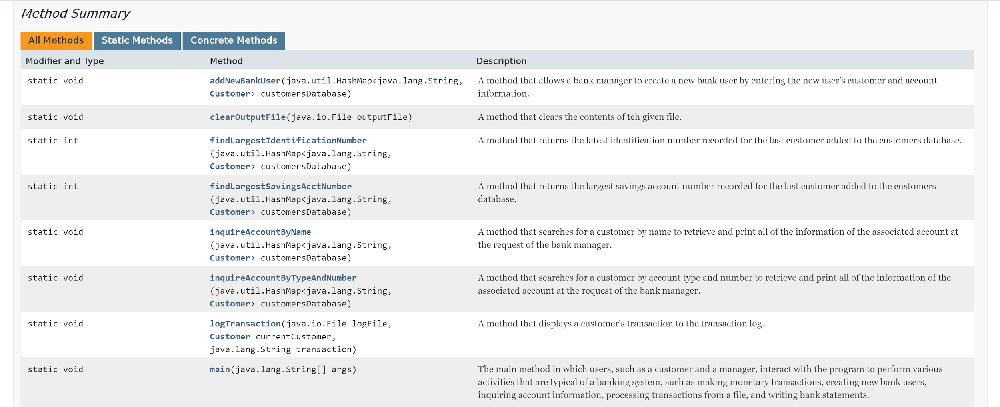 Method Summary
All Methods Static Methods Concrete Methods
Modifier and Type Method Description
static void addNewBankUser(java.util.HashMap<java.lang.String, A method that allows a bank manager to create a new bank user by entering the new user's customer and account
Customer> customersDatabase) information.
static void clearOutputFile(java.io.File outputFile) A method that clears the contents of teh given file.
static int findLargestIdentificationNumber A method that returns the latest identification number recorded for the last customer added to the customers database.
(java.util.HashMap<java.lang.String,
Customer> customersDatabase)
static int findLargestSavingsAcctNumber A method that returns the largest savings account number recorded for the last customer added to the customers
(java.util.HashMap<java.lang.String, database.
Customer> customersDatabase)
static void inquireAccountByName A method that searches for a customer by name to retrieve and print all of the information of the associated account at
(java.util.HashMap<java.lang.String, the request of the bank manager.
Customer> customersDatabase)
static void inquireAccountByTypeAndNumber A method that searches for a customer by account type and number to retrieve and print all of the information of the
(java.util.HashMap<java.lang.String, associated account at the request of the bank manager.
Customer> customersDatabase)
static void logTransaction(java.io.File logFile, A method that displays a customer's transaction to the transaction log.
Customer currentCustomer,
java.lang.String transaction)
static void main(java.lang.String[] args) The main method in which users, such as a customer and a manager, interact with the program to perform various
activities that are typical of a banking system, such as making monetary transactions, creating new bank users,
inquiring account information, processing transactions from a file, and writing bank statements.